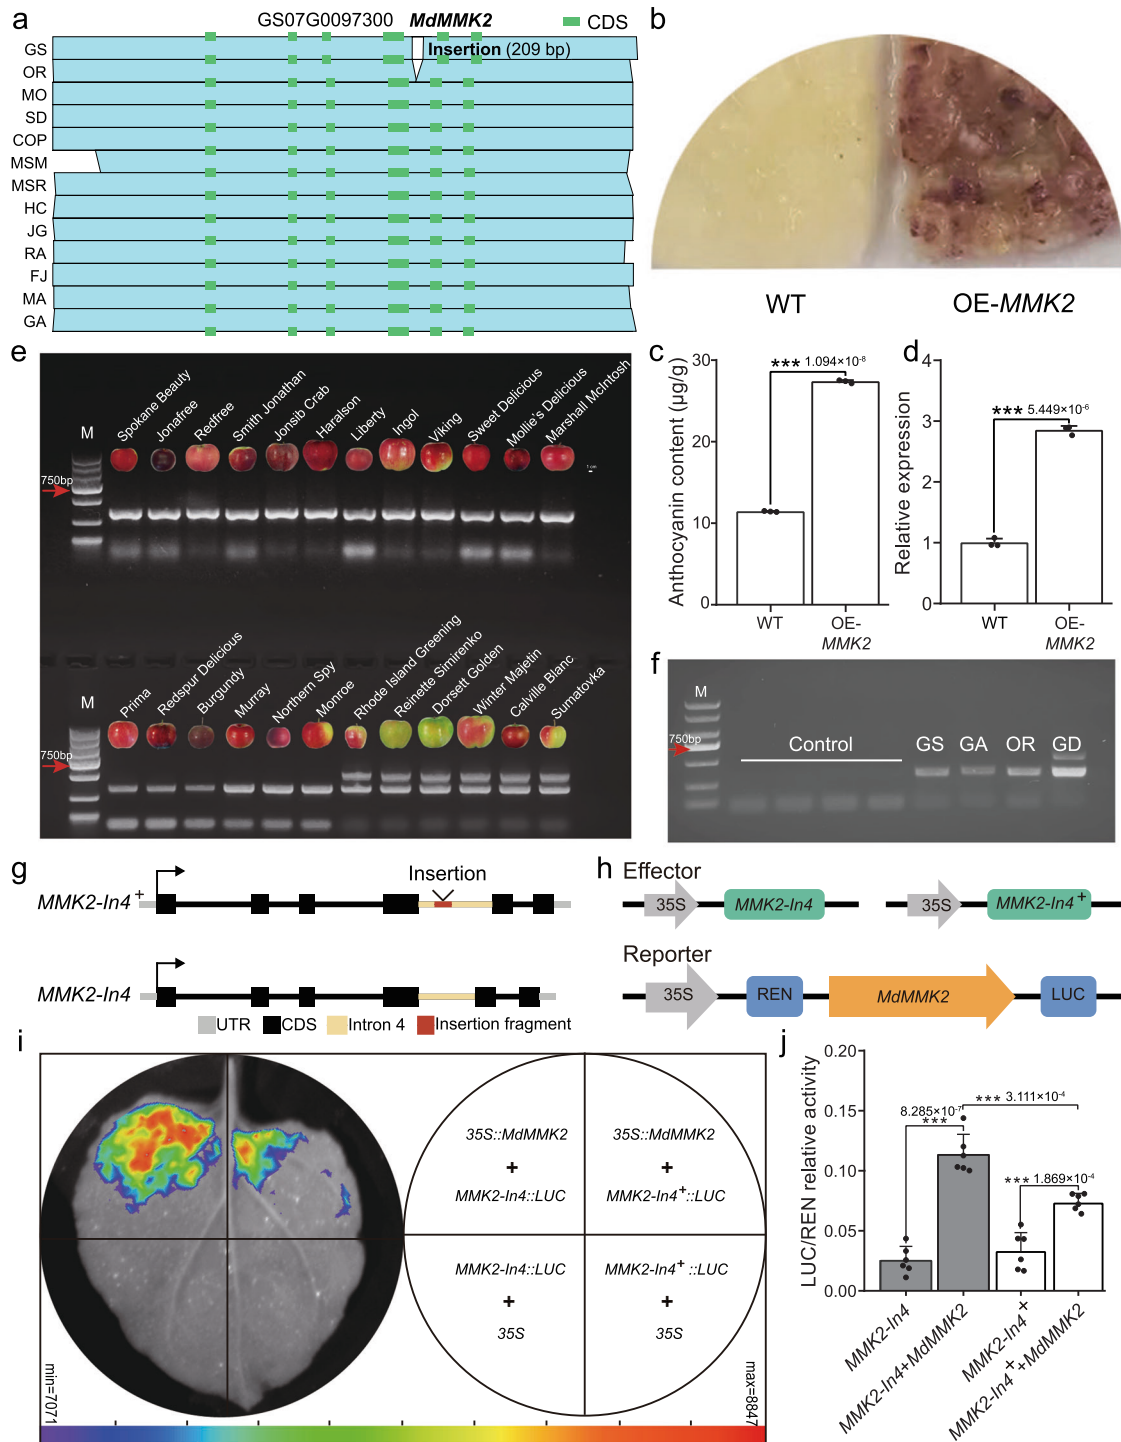 a
GS07G0097300 MdMMK2
CDS
GS
Insertion (209 bp)
OR
MO
SD
COP
MSM
MSR
HC
JG
RA
FJ
MA
GA
b
WT
OE-MMK2
e
M
750bp
Spokane Beauty
Jonafree
Redfree
Smith Jonathan
Jonsib Crab
Haralson
Liberty
Ingol
Viking
Sweet Delicious
Mollie's Delicious
Marshall McIntosh
1 cm
M
750bp
Prima
Redspur Delicious
Burgundy
Murray
Northern Spy
Monroe
Rhode Island Greening
Reinette Simirenko
Dorsett Golden
Winter Majetin
Calville Blanc
Sumatovka
c
Anthocyanin content (µg/g)
30
20
10
0
*** 1.094×10⁻⁸
WT
OE-
MMK2
d
Relative expression
4
3
2
1
0
*** 5.449×10⁻⁶
WT
OE-
MMK2
f
M
750bp
Control
GS GA OR GD
g
Insertion
MMK2-In4⁺
MMK2-In4
UTR CDS Intron 4 Insertion fragment
h
Effector
35S MMK2-In4 35S MMK2-In4⁺
Reporter
35S REN MdMMK2 LUC
i
35S::MdMMK2
+
MMK2-In4::LUC
35S::MdMMK2
+
MMK2-In4⁺::LUC
MMK2-In4::LUC
+
35S
MMK2-In4⁺::LUC
+
35S
min=7071
max=8847
j
LUC/REN relative activity
0.20
0.15
0.10
0.05
0.00
8.285×10⁻⁷
***
*** 3.111×10⁻⁴
*** 1.869×10⁻⁴
MMK2-In4
MMK2-In4+MdMMK2
MMK2-In4⁺
MMK2-In4⁺+MdMMK2